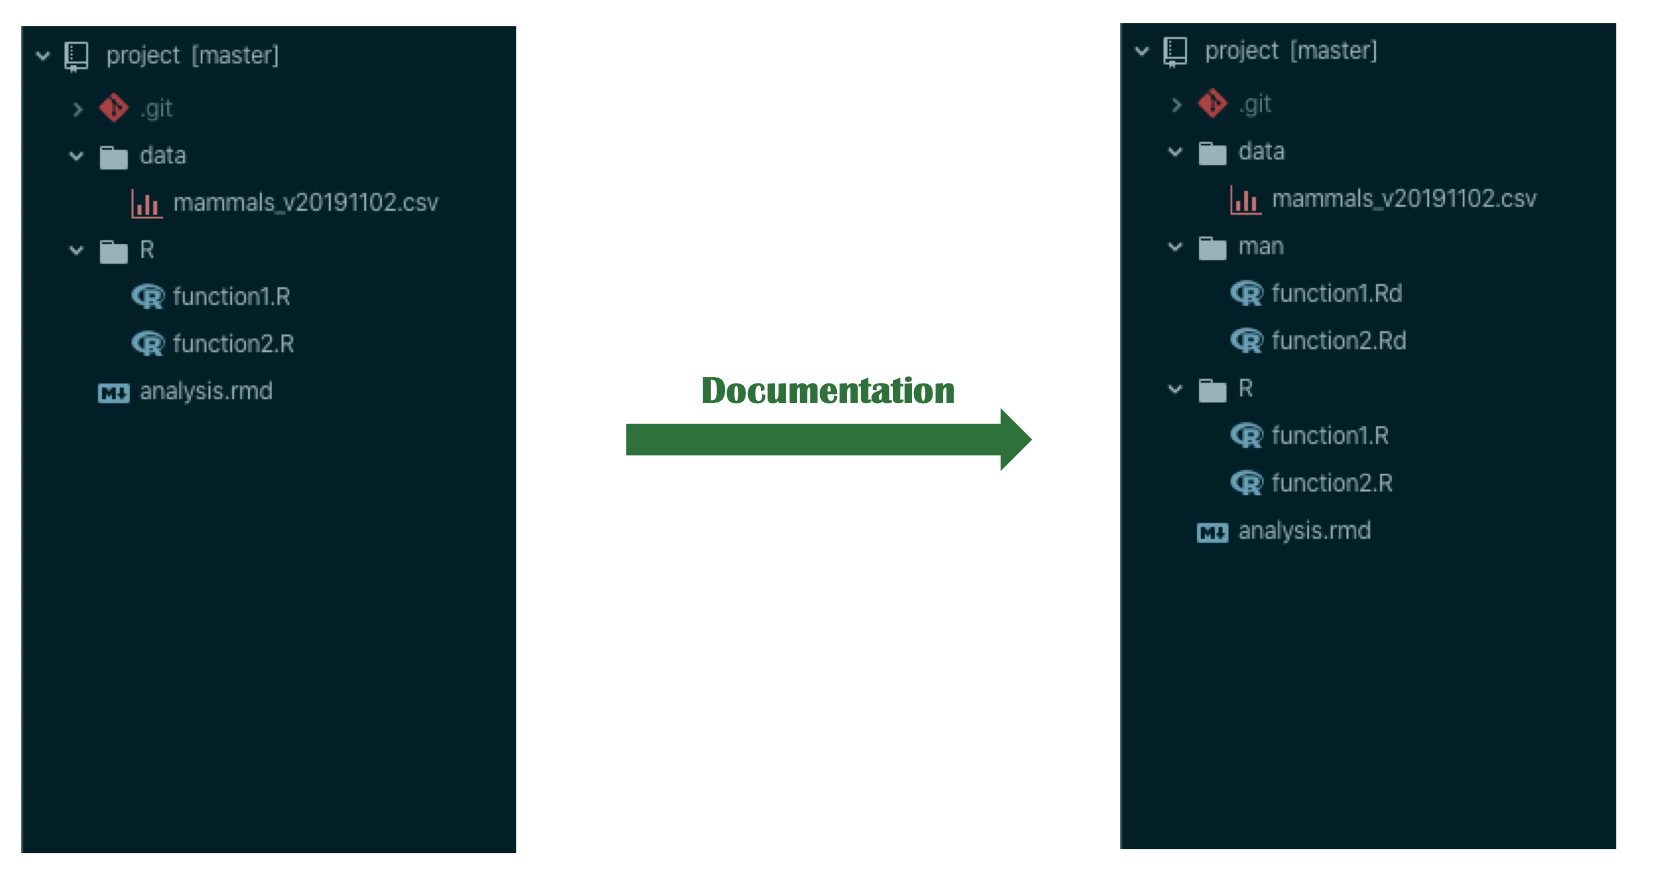 project [master]
.git
data
mammals_v20191102.csv
R
function1.R
function2.R
analysis.rmd
Documentation
project [master]
.git
data
mammals_v20191102.csv
man
function1.Rd
function2.Rd
R
function1.R
function2.R
analysis.rmd